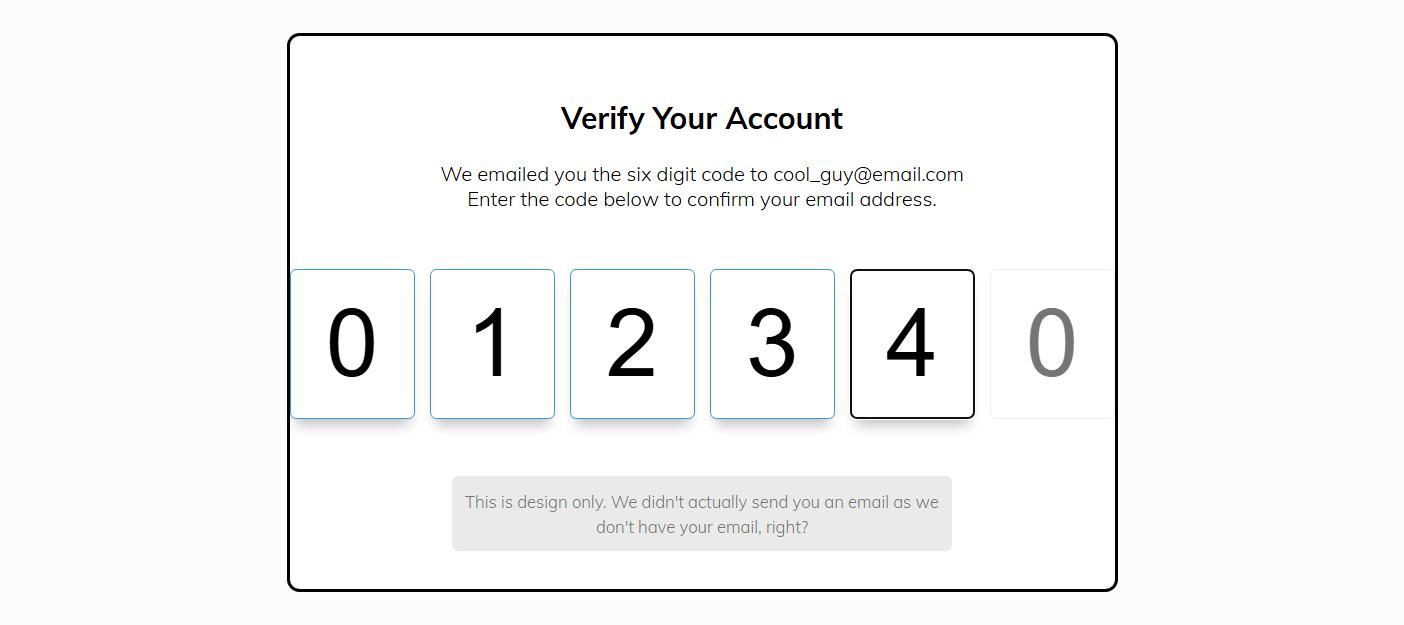 Verify Your Account
We emailed you the six digit code to cool_guy@email.com
Enter the code below to confirm your email address.
0 1 2 3 4 0
This is design only. We didn't actually send you an email as we
don't have your email, right?